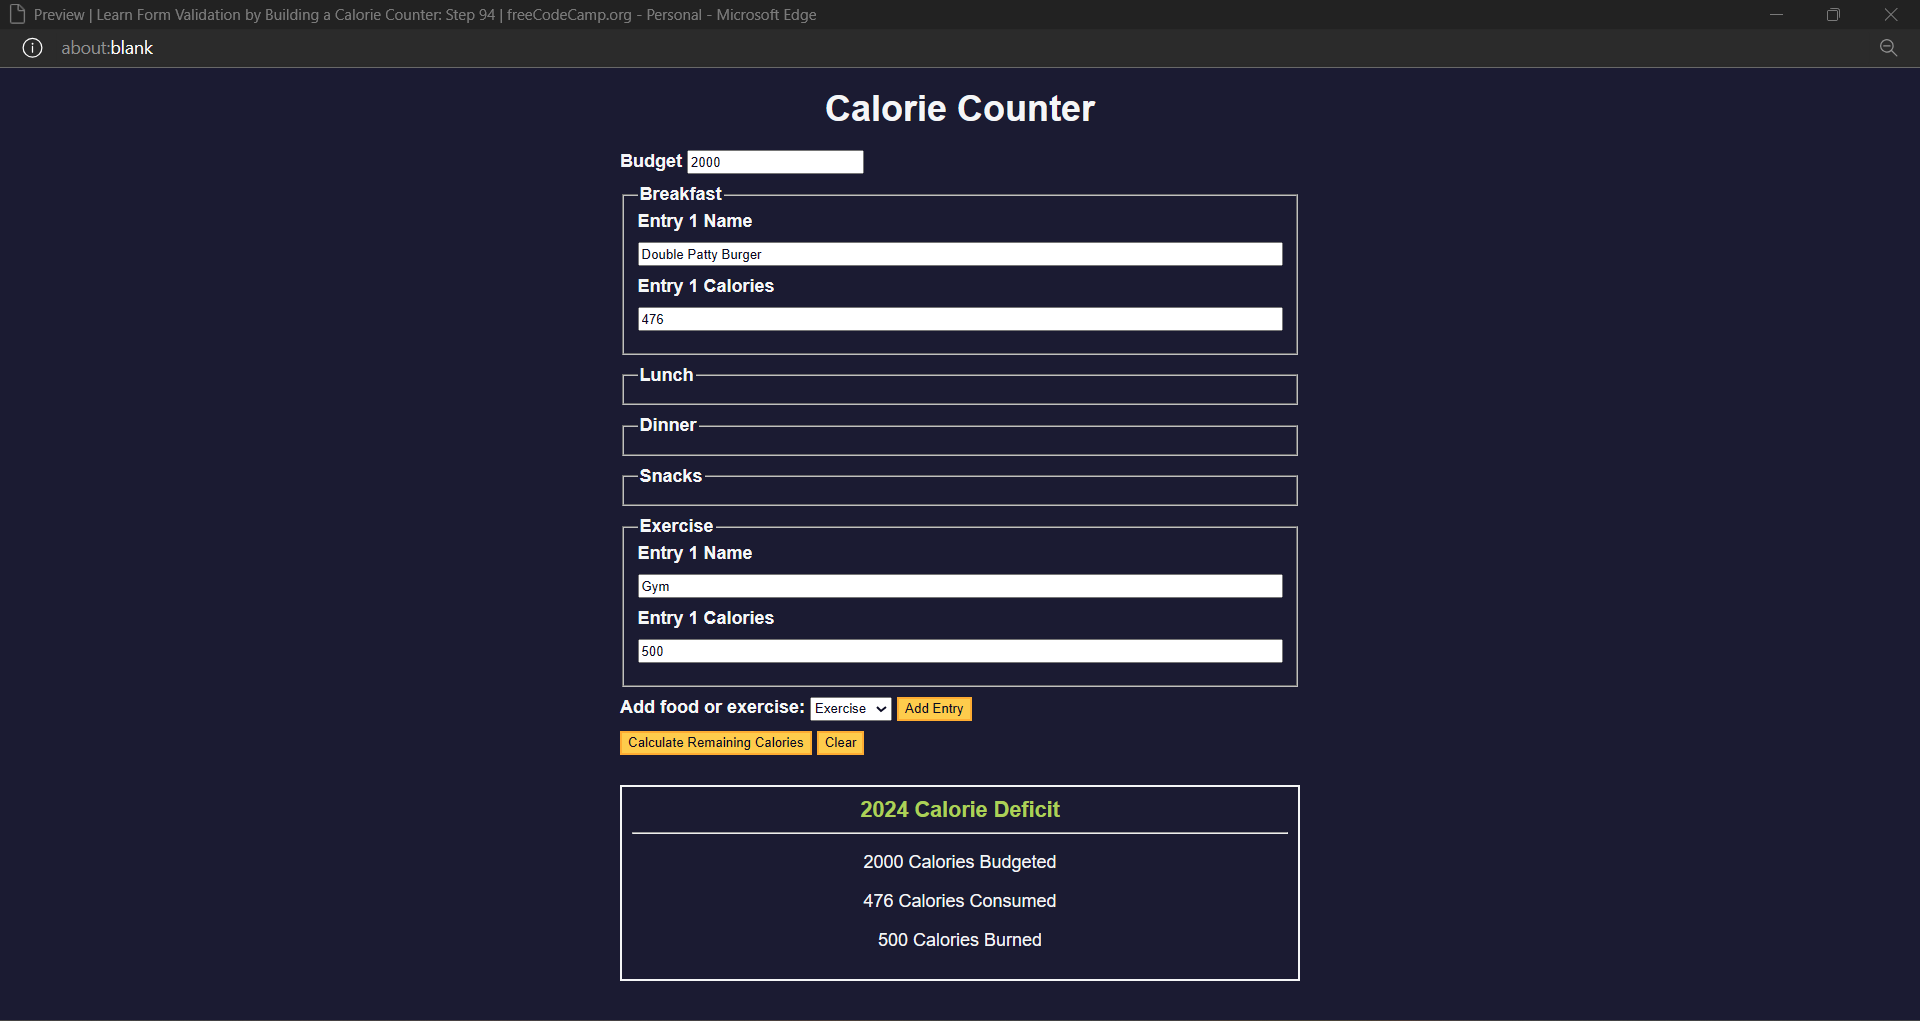 Preview | Learn Form Validation by Building a Calorie Counter: Step 94 | freeCodeCamp.org - Personal - Microsoft Edge
about:blank
Calorie Counter
Budget 2000
Breakfast
Entry 1 Name
Double Patty Burger
Entry 1 Calories
476
Lunch
Dinner
Snacks
Exercise
Entry 1 Name
Gym
Entry 1 Calories
500
Add food or exercise: Exercise Add Entry
Calculate Remaining Calories Clear
2024 Calorie Deficit
2000 Calories Budgeted
476 Calories Consumed
500 Calories Burned